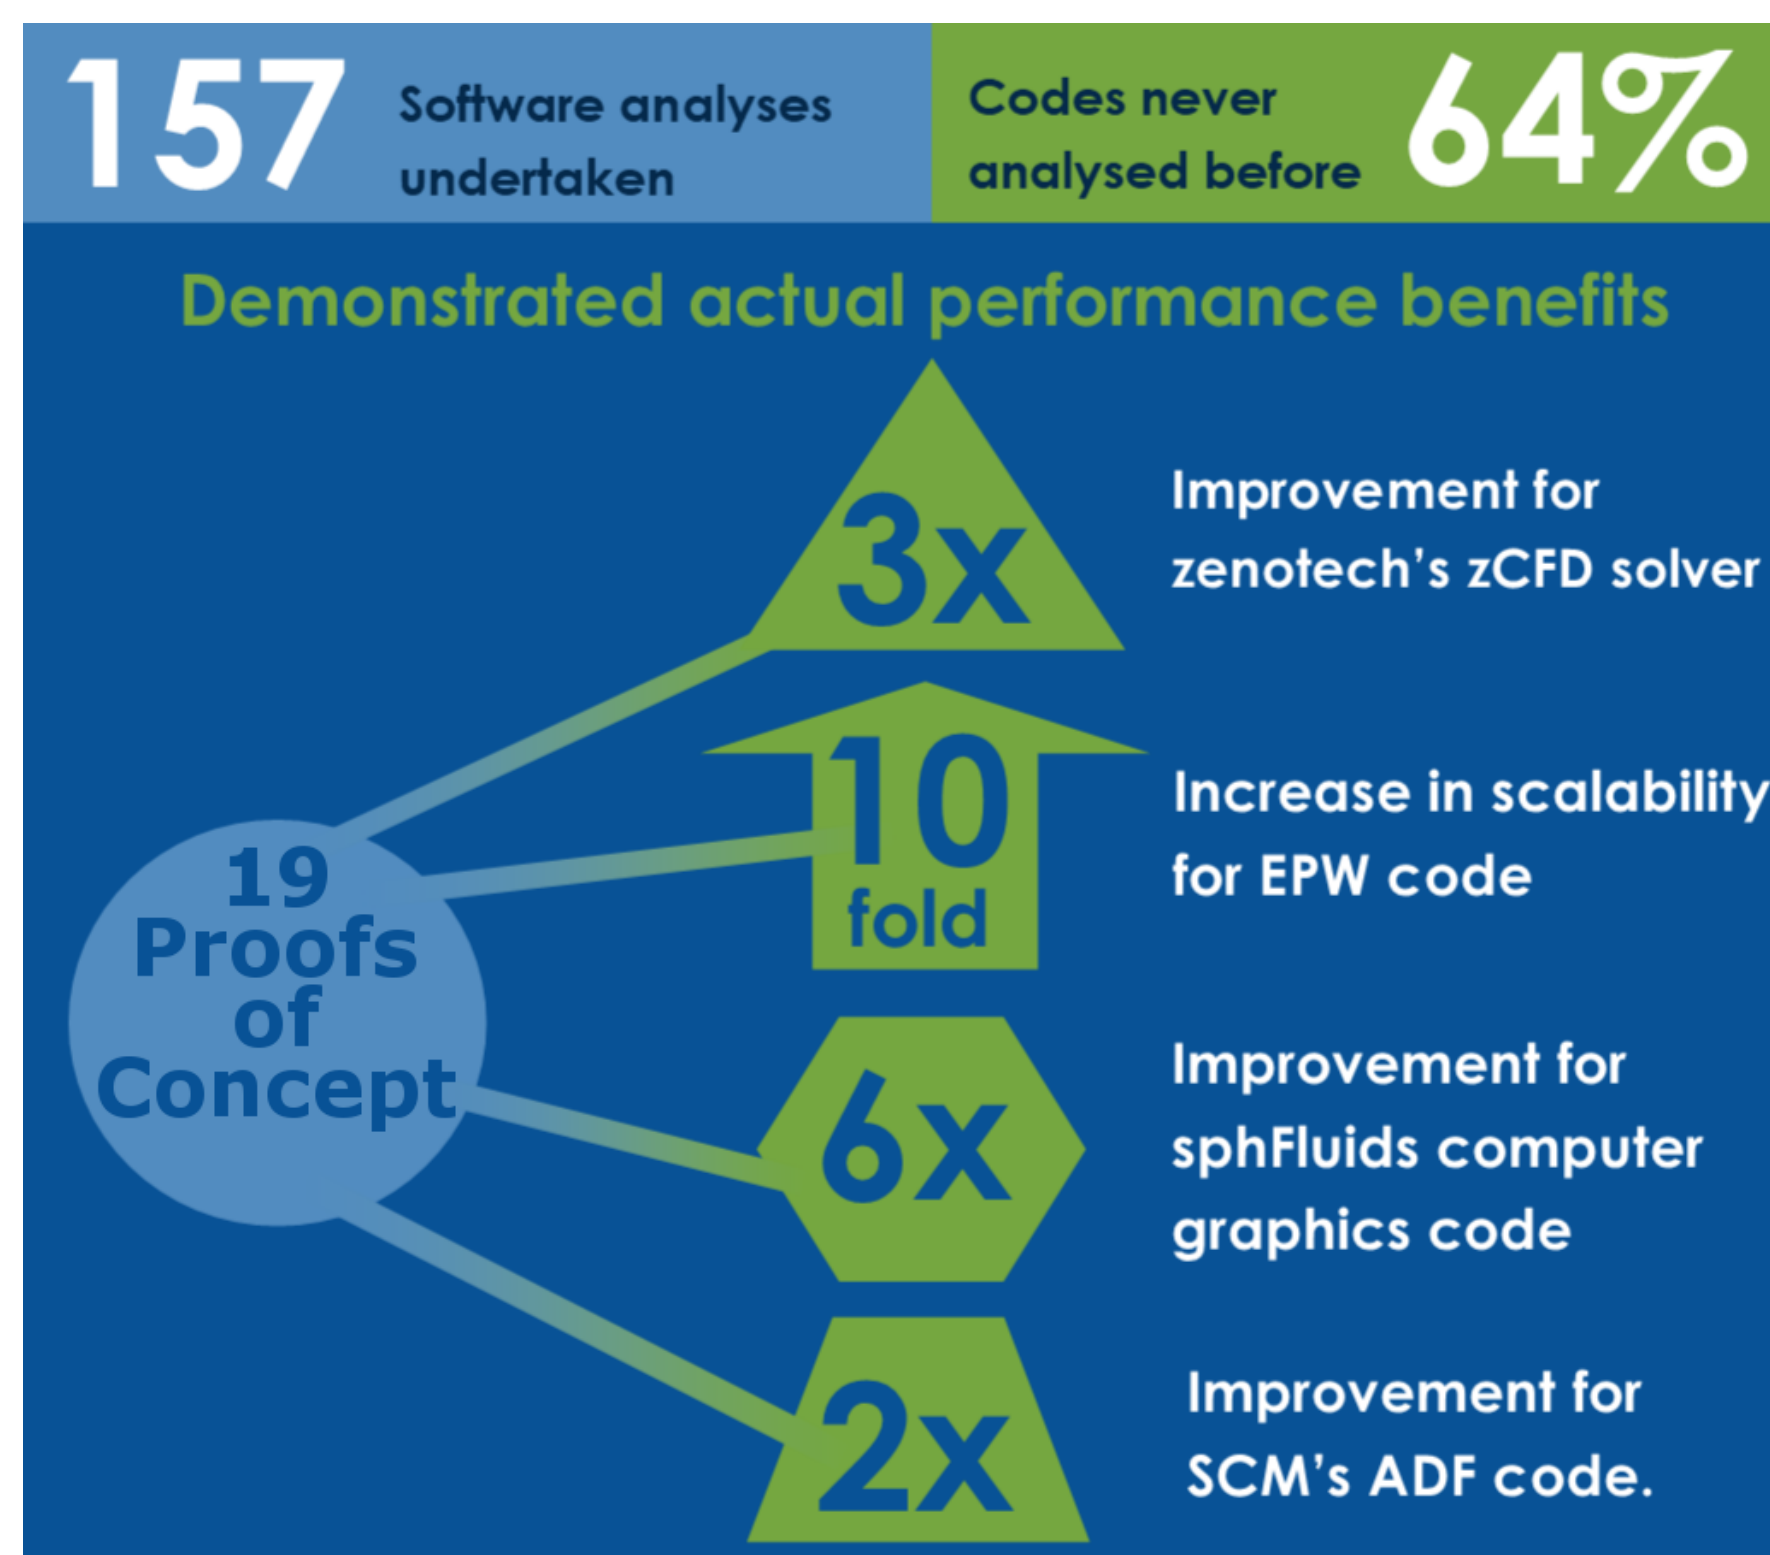 157
Software analyses
undertaken
Codes never
analysed before
64%
Demonstrated actual performance benefits
3x
Improvement for
zenotech's zCFD solver
10
fold
Increase in scalability
for EPW code
19
Proofs
of
Concept
6x
Improvement for
sphFluids computer
graphics code
2x
Improvement for
SCM's ADF code.